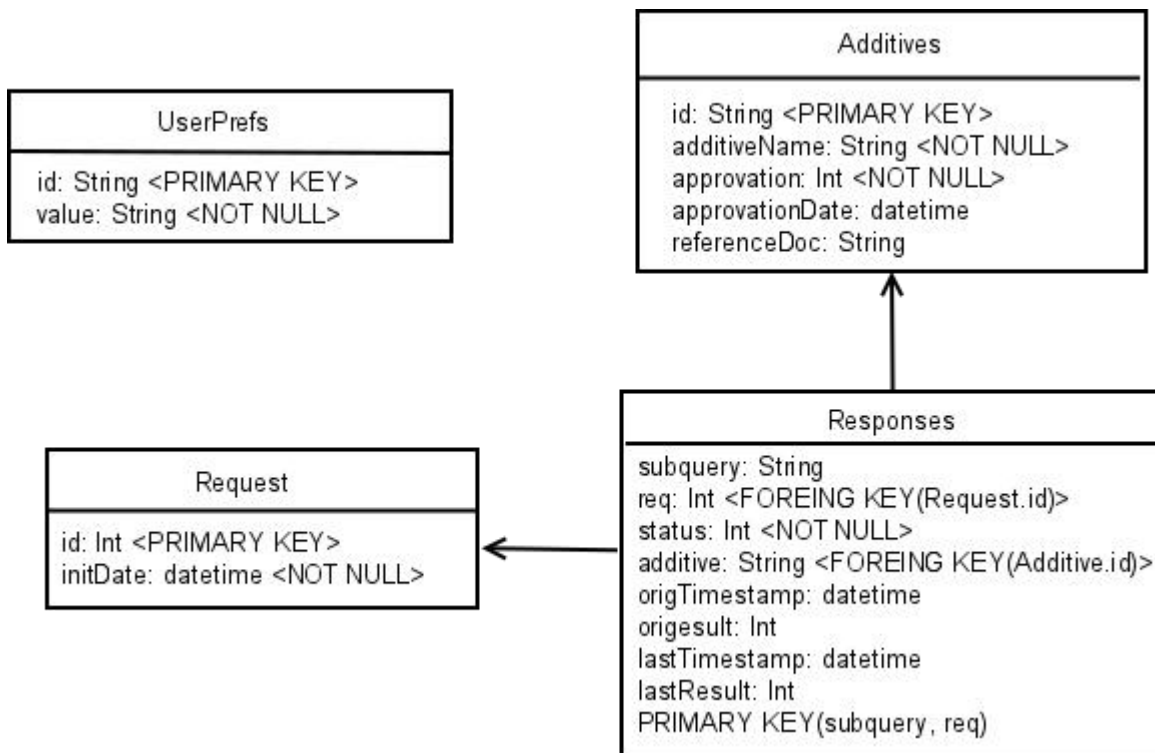 UserPrefs
id: String <PRIMARY KEY>
value: String <NOT NULL>
Additives
id: String <PRIMARY KEY>
additiveName: String <NOT NULL>
approvation: Int <NOT NULL>
approvationDate: datetime
referenceDoc: String
Request
id: Int <PRIMARY KEY>
initDate: datetime <NOT NULL>
Responses
subquery: String
req: Int <FOREING KEY(Request.id)>
status: Int <NOT NULL>
additive: String <FOREING KEY(Additive.id)>
origTimestamp: datetime
origesult: Int
lastTimestamp: datetime
lastResult: Int
PRIMARY KEY(subquery, req)